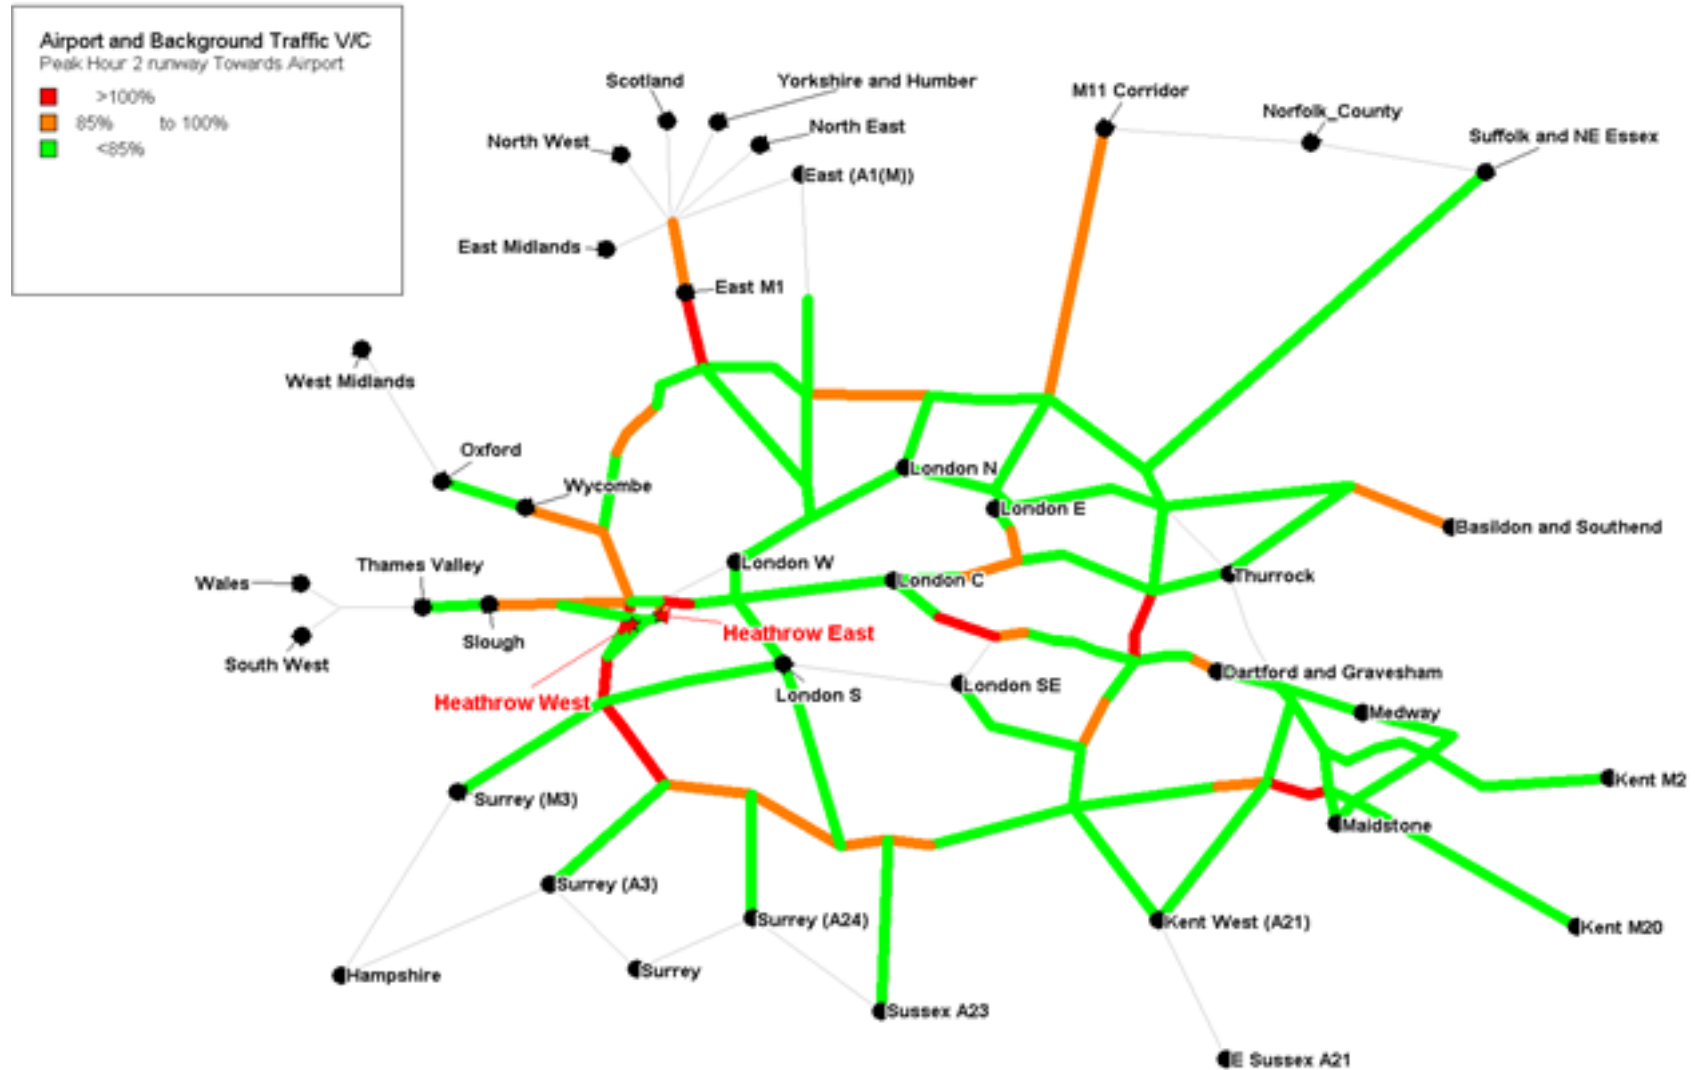 Airport and Background Traffic V/C
Peak Hour 2 runway Towards Airport
>100%
85% to 100%
<85%
Scotland
Yorkshire and Humber
M11 Corridor
Norfolk_County
North East
Suffolk and NE Essex
North West
East (A1(M))
East Midlands
East M1
West Midlands
Oxford
London N
Wycombe
London E
Basildon and Southend
Thames Valley
London W
Wales
London C
Thurrock
Slough
Heathrow East
South West
Dartford and Gravesham
London SE
Heathrow West
London S
Medway
Kent M2
Surrey (M3)
Maidstone
Surrey (A3)
Surrey (A24)
Kent West (A21)
Kent M20
Surrey
Hampshire
Sussex A23
E Sussex A21